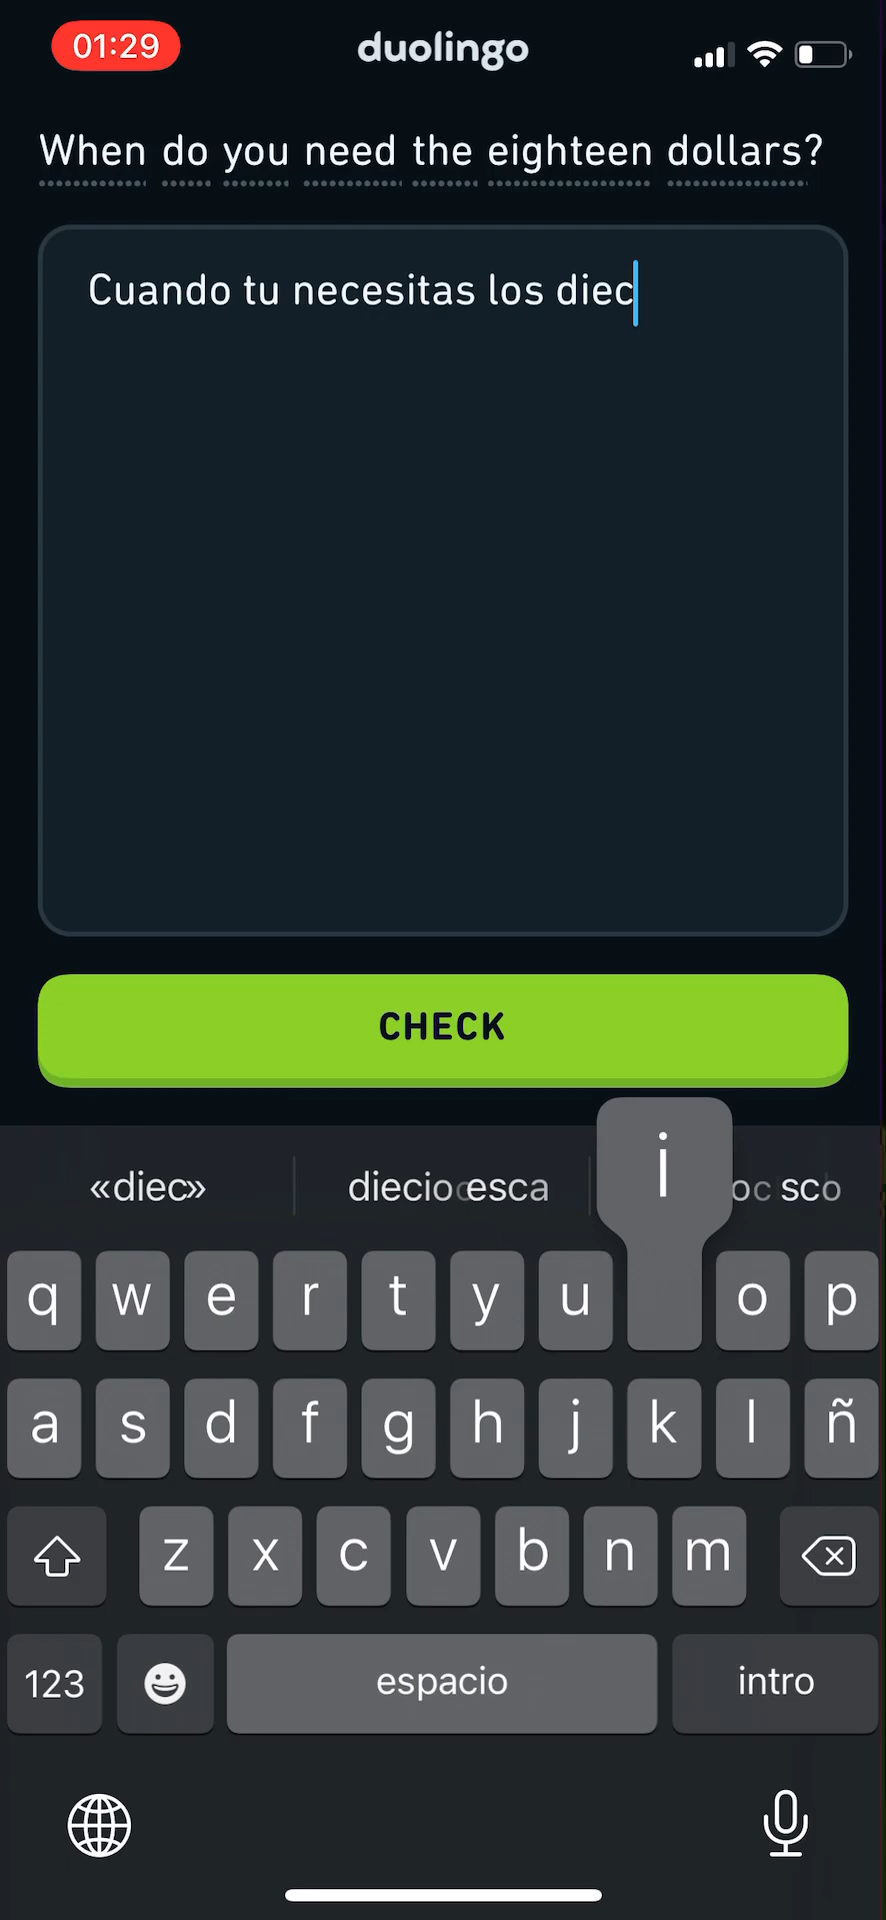 01:29
duolingo
When do you need the eighteen dollars?
Cuando tu necesitas los diec
CHECK
«diec»
i
q w e r t y u o p
a s d f g h j k l ñ
z x c v b n m
123 espacio intro